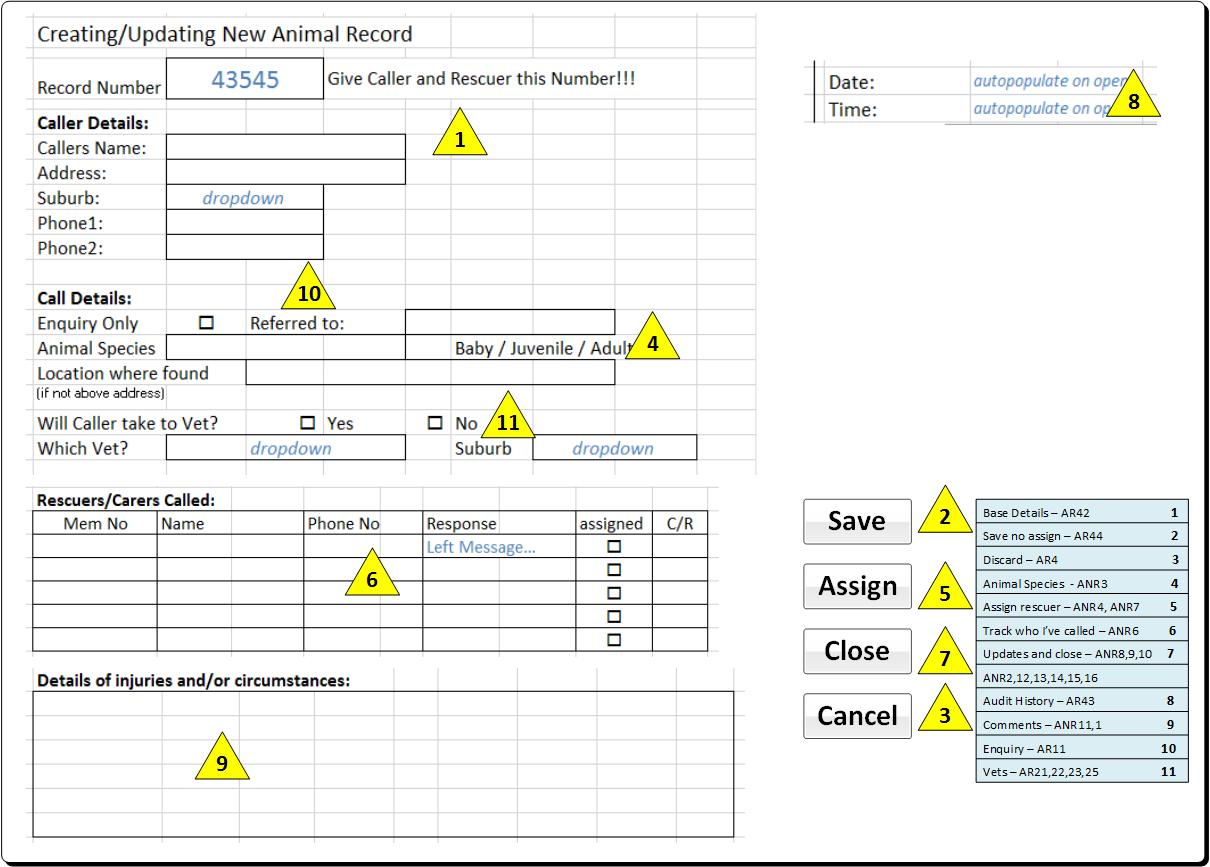 Creating/Updating New Animal Record
Record Number 43545 Give Caller and Rescuer this Number!!!
Date: autopopulate on open
Time: autopopulate on op
8
Caller Details:
1
Callers Name:
Address:
Suburb: dropdown
Phone1:
Phone2:
10
Call Details:
Enquiry Only Referred to:
Animal Species Baby / Juvenile / Adult
4
Location where found
(if not above address)
Will Caller take to Vet? Yes No
11
Which Vet? dropdown Suburb dropdown
Rescuers/Carers Called:
Mem No Name Phone No Response assigned C/R
Left Message...
6
Details of injuries and/or circumstances:
9
Save 2
Assign 5
Close 7
Cancel 3
Base Details – AR42 1
Save no assign – AR44 2
Discard – AR4 3
Animal Species - ANR3 4
Assign rescuer – ANR4, ANR7 5
Track who I've called – ANR6 6
Updates and close – ANR8,9,10 7
ANR2,12,13,14,15,16
Audit History – AR43 8
Comments – ANR11,1 9
Enquiry – AR11 10
Vets – AR21,22,23,25 11